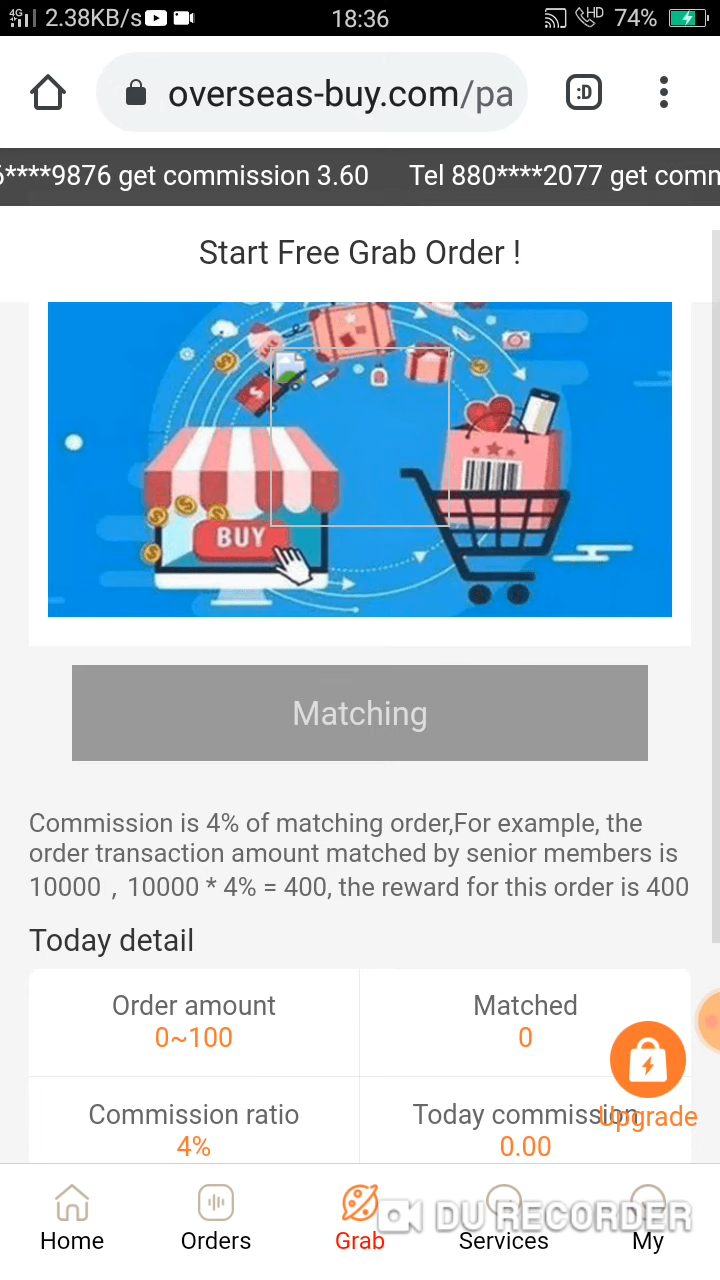 4G 2.38KB/s 18:36 HD 74%
overseas-buy.com/pa :D
****9876 get commission 3.60 Tel 880****2077 get com
Start Free Grab Order !
BUY
Matching
Commission is 4% of matching order,For example, the
order transaction amount matched by senior members is
10000 , 10000 * 4% = 400, the reward for this order is 400
Today detail
Order amount Matched
0~100 0
Commission ratio Today commission
Upgrade
4% 0.00
DU RECORDER
Home Orders Grab Services My